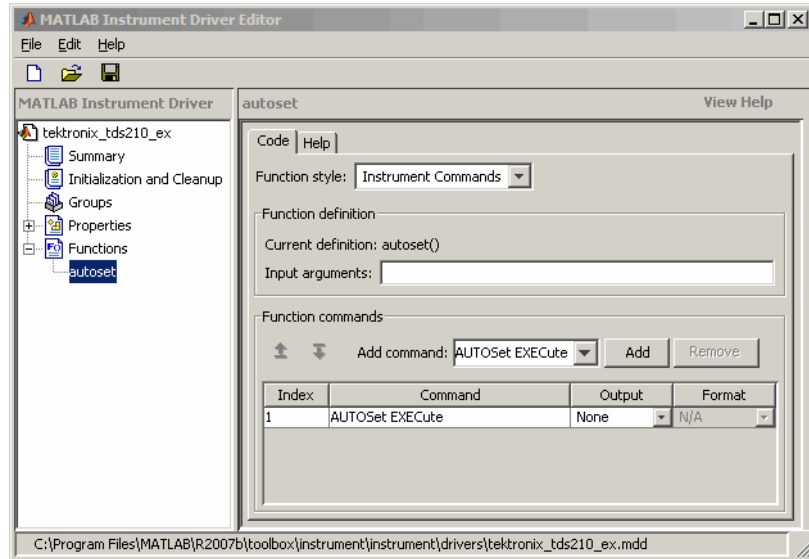 MATLAB Instrument Driver Editor
File Edit Help
MATLAB Instrument Driver
autoset View Help
tektronix_tds210_ex
Summary
Initialization and Cleanup
Groups
Properties
Functions
autoset
Code Help
Function style: Instrument Commands
Function definition
Current definition: autoset()
Input arguments:
Function commands
Add command: AUTOSet EXECute Add Remove
Index Command Output Format
1 AUTOSet EXECute None N/A
C:\Program Files\MATLAB\R2007b\toolbox\instrument\instrument\drivers\tektronix_tds210_ex.mdd